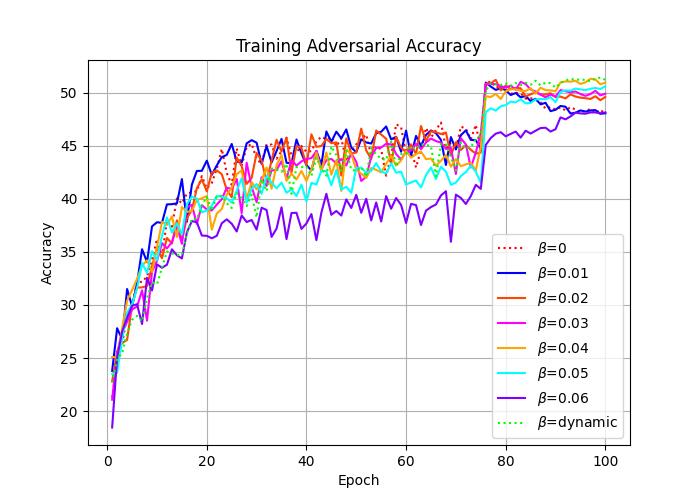 Training Adversarial Accuracy
Accuracy
50
45
40
35
30
25
20
β=0
β=0.01
β=0.02
β=0.03
β=0.04
β=0.05
β=0.06
β=dynamic
0 20 40 60 80 100
Epoch